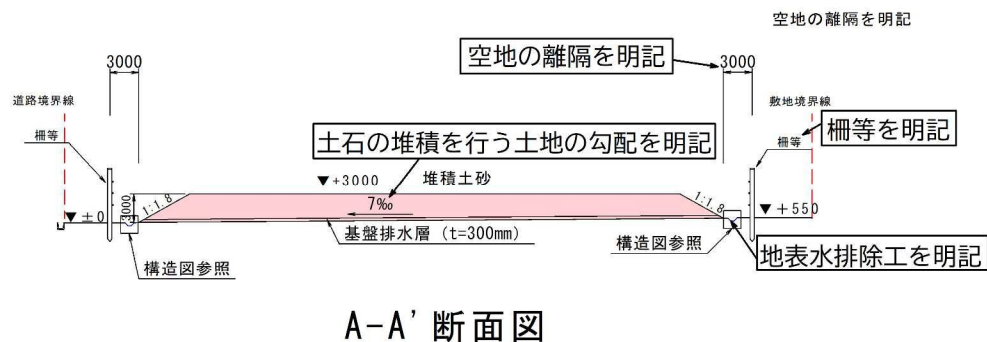 空地の離隔を明記
3000
空地の離隔を明記
3000
道路境界線
敷地境界線
柵等を明記
柵等
柵等
土石の堆積を行う土地の勾配を明記
▼+3000 堆積土砂
1:1.8
7‰
1:1.8
3000
▼ ±0
▼ +550
基盤排水層 (t=300mm)
構造図参照
構造図参照
地表水排除工を明記
A-A' 断面図